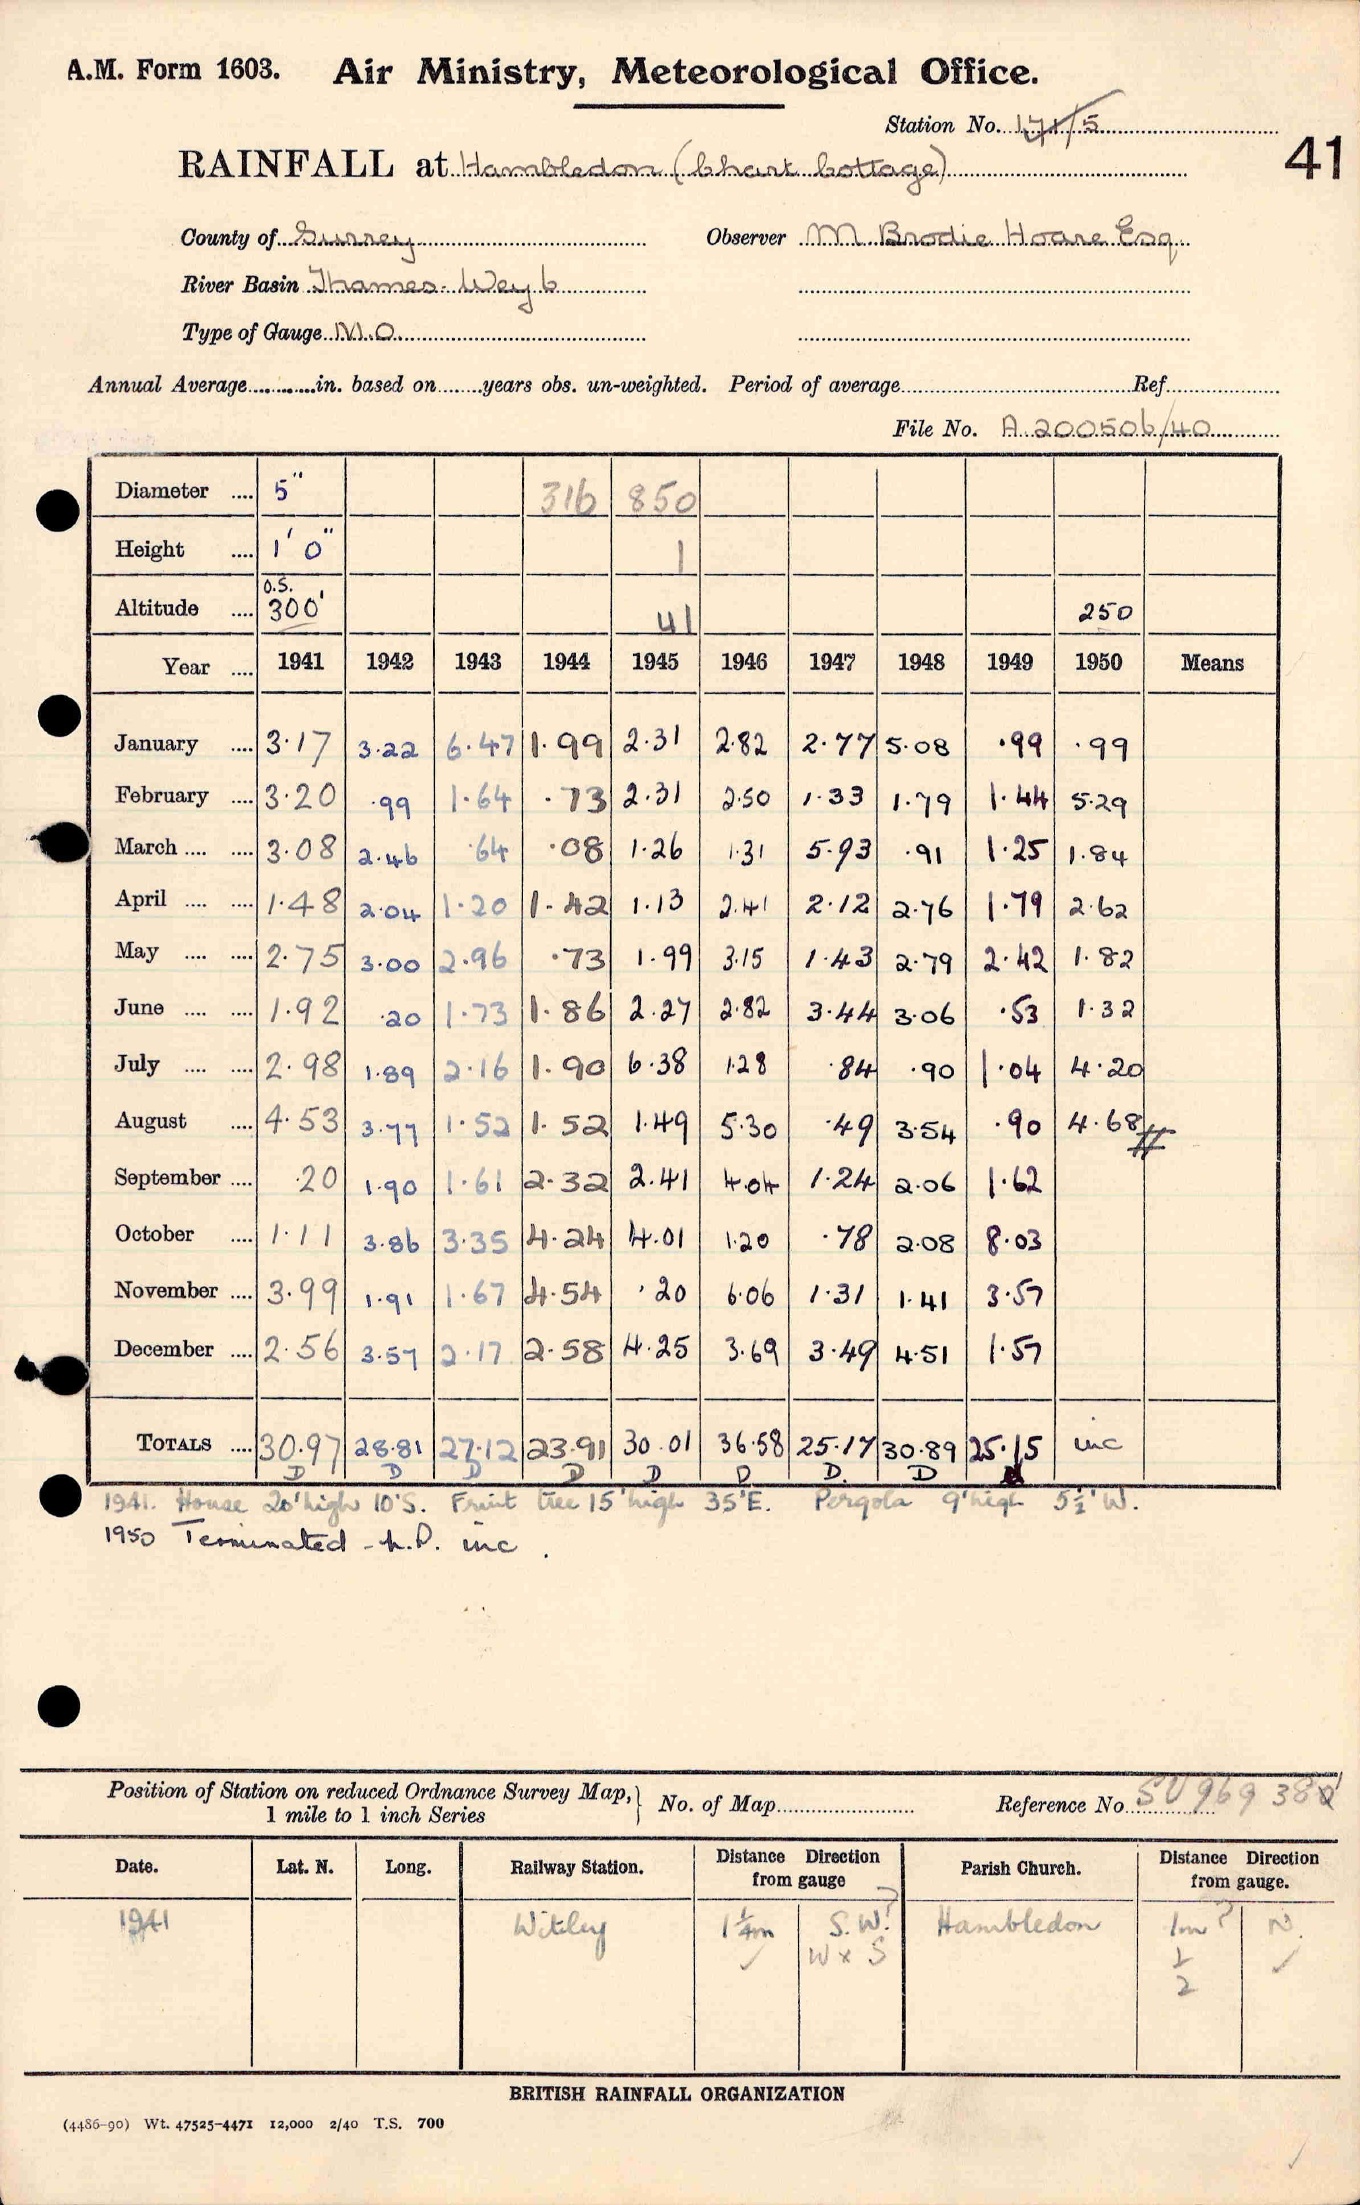 A.M. Form 1603. Air Ministry, Meteorological Office.
Station No. 171/5
41
RAINFALL at Hambledon (Chart Cottage)
County of Surrey Observer M Brodie Hoare Esq
River Basin Thames. Wey b
Type of Gauge M.O.
Annual Average............in. based on.......years obs. un-weighted. Period of average............Ref............
File No. A 200506/40
Diameter .... 5" 316 850
Height .... 1' 0" 1
O.S.
Altitude .... 300' 41 250
Year .... 1941 1942 1943 1944 1945 1946 1947 1948 1949 1950 Means
January .... 3.17 3.22 6.47 1.99 2.31 2.82 2.77 5.08 .99 .99
February .... 3.20 .99 1.64 .73 2.31 2.50 1.33 1.79 1.44 5.29
March .... .... 3.08 2.46 .64 .08 1.26 1.31 5.93 .91 1.25 1.84
April .... .... 1.48 2.04 1.20 1.42 1.13 2.41 2.12 2.76 1.79 2.62
May .... .... 2.75 3.00 2.96 .73 1.99 3.15 1.43 2.79 2.42 1.82
June .... .... 1.92 .20 1.73 1.86 2.27 2.82 3.44 3.06 .53 1.32
July .... .... 2.98 1.89 2.16 1.90 6.38 1.28 .84 .90 1.04 4.20
August .... 4.53 3.77 1.52 1.52 1.49 5.30 .49 3.54 .90 4.68
September .... .20 1.90 1.61 2.32 2.41 4.04 1.24 2.06 1.62
October .... 1.11 3.86 3.35 4.24 4.01 1.20 .78 2.08 8.03
November .... 3.99 1.91 1.67 4.54 .20 6.06 1.31 1.41 3.57
December .... 2.56 3.57 2.17 2.58 4.25 3.69 3.49 4.51 1.57
TOTALS .... 30.97 28.81 27.12 23.91 30.01 36.58 25.17 30.89 25.15 inc
D D D D D D D. D
1941. House 20'high 10'S. Fruit tree 15'high 35'E. Pergola 9'high 5½'W.
1950 Terminated - n.P. inc.
Position of Station on reduced Ordnance Survey Map, 1 mile to 1 inch Series } No. of Map............ Reference No. SU 969 38
Date. Lat. N. Long. Railway Station. Distance Direction from gauge Parish Church. Distance Direction from gauge.
1941 Witley 1¼m S.W.? Hambledon 1m? N.
✓ W x S ½ ✓
BRITISH RAINFALL ORGANIZATION
(4486-90) Wt. 47525-4471 12,000 2/40 T.S. 700